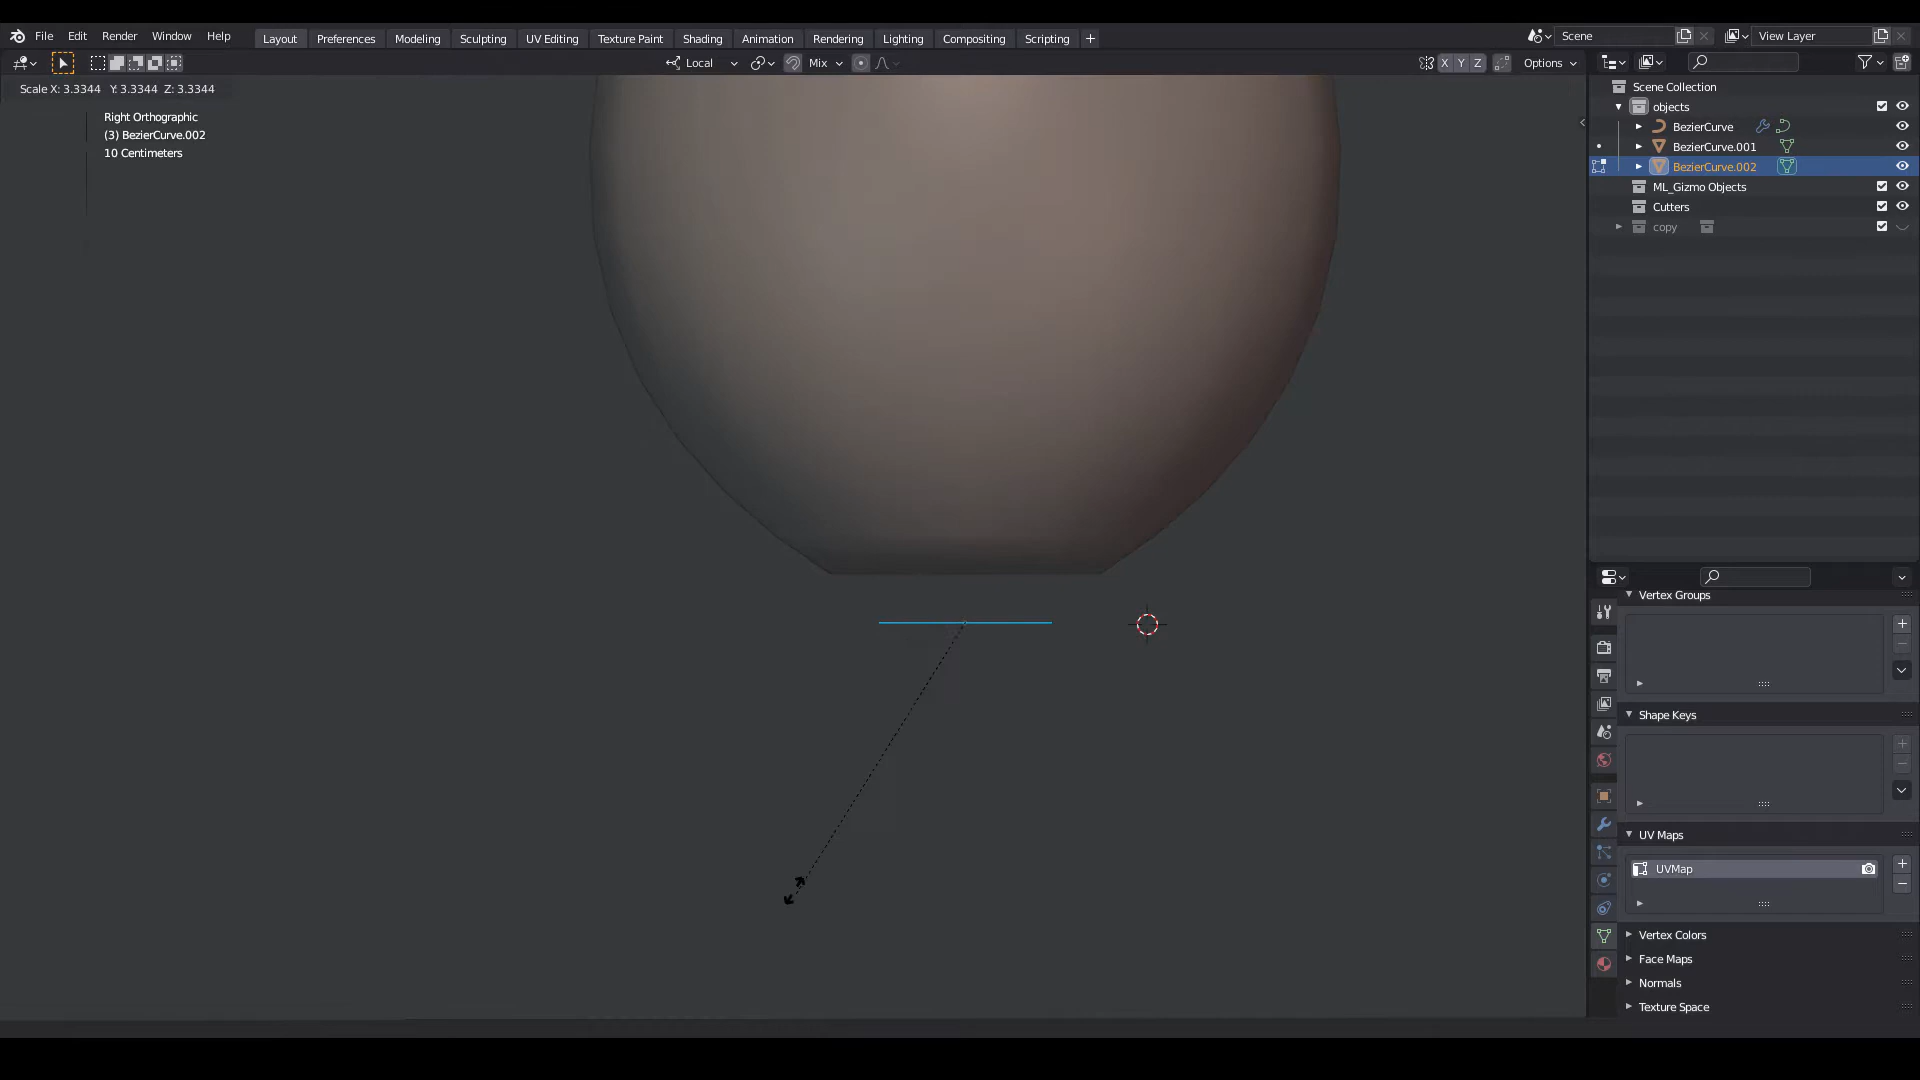 File Edit Render Window Help Layout Preferences Modeling Sculpting UV Editing Texture Paint Shading Animation Rendering Lighting Compositing Scripting Scene View Layer
Local Mix X Y Z Options
Scale X: 3.3344 Y: 3.3344 Z: 3.3344
Right Orthographic
(3) BezierCurve.002
10 Centimeters
Scene Collection
objects
BezierCurve
BezierCurve.001
BezierCurve.002
ML_Gizmo Objects
Cutters
copy
Vertex Groups
Shape Keys
UV Maps
UVMap
Vertex Colors
Face Maps
Normals
Texture Space